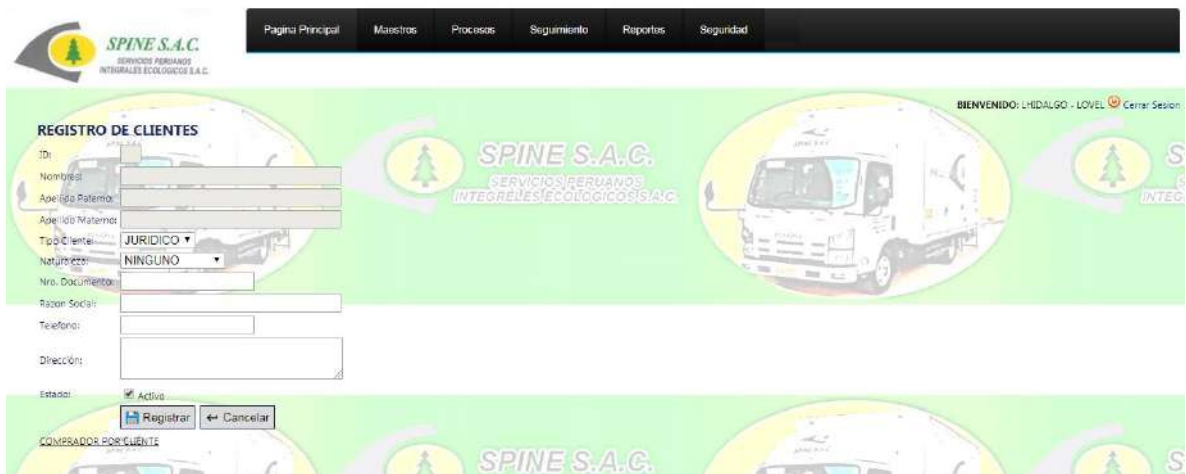 SPINE S.A.C.
SERVICIOS PERUANOS
INTEGRALES ECOLOGICOS S.A.C.
Pagina Principal Maestros Procesos Seguimiento Reportes Seguridad
BIENVENIDO: LHIDALGO - LOVEL Cerrar Sesion
REGISTRO DE CLIENTES
ID:
Nombres:
Apellido Paterno:
Apellido Materno:
Tipo Cliente: JURIDICO
Naturaleza: NINGUNO
Nro. Documento:
Razon Social:
Telefono:
Dirección:
Estado: Activo
Registrar Cancelar
COMPRADOR POR CLIENTE
SPINE S.A.C.
SERVICIOS PERUANOS
INTEGRELES ECOLOGICOS S.A.C.
SPINE S.A.C.